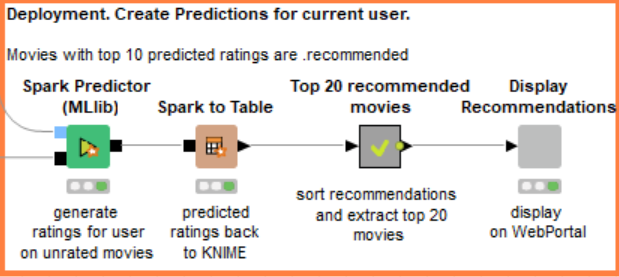 Deployment. Create Predictions for current user.
Movies with top 10 predicted ratings are .recommended
Spark Predictor
(MLlib)
Spark to Table
Top 20 recommended
movies
Display
Recommendations
generate
ratings for user
on unrated movies
predicted
ratings back
to KNIME
sort recommendations
and extract top 20
movies
display
on WebPortal